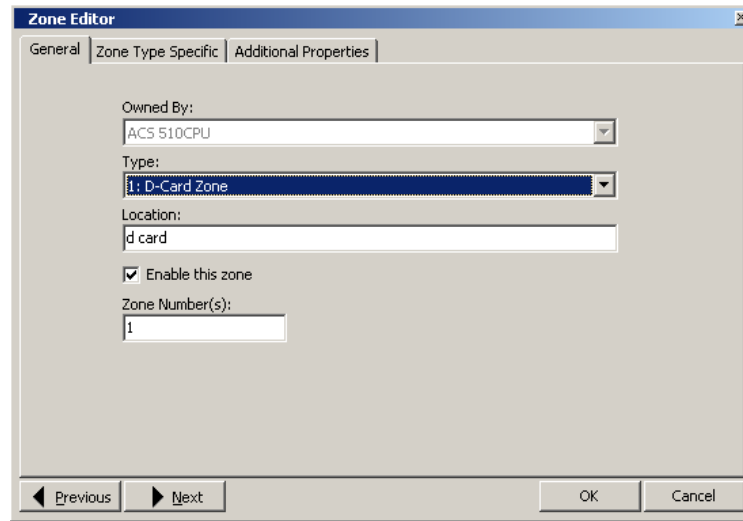 Zone Editor
General Zone Type Specific Additional Properties
Owned By:
ACS 510CPU
Type:
1: D-Card Zone
Location:
d card
Enable this zone
Zone Number(s):
1
Previous Next OK Cancel